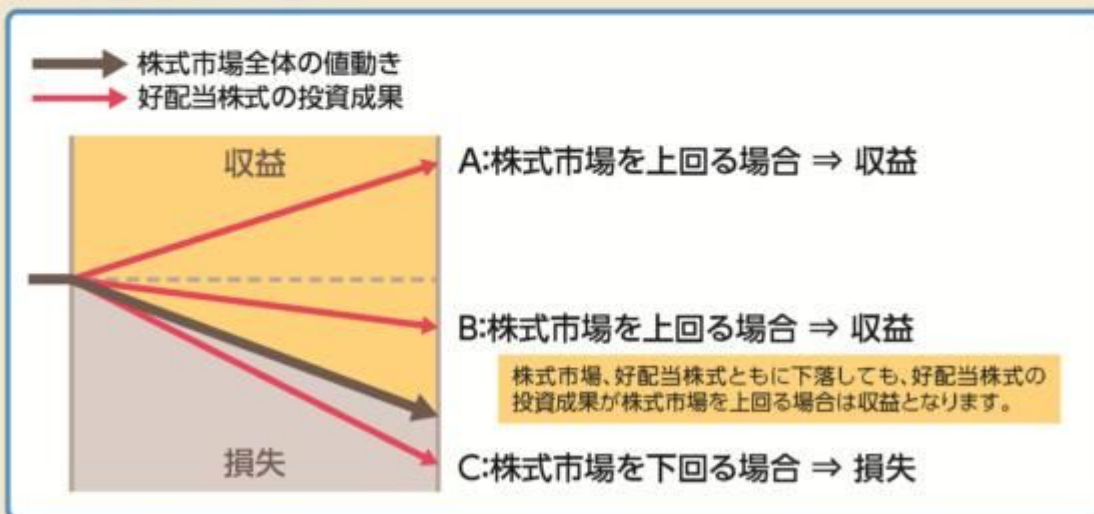 株式市場全体の値動き
好配当株式の投資成果
収益
A:株式市場を上回る場合 ⇒ 収益
B:株式市場を上回る場合 ⇒ 収益
株式市場、好配当株式ともに下落しても、好配当株式の
投資成果が株式市場を上回る場合は収益となります。
損失
C:株式市場を下回る場合 ⇒ 損失